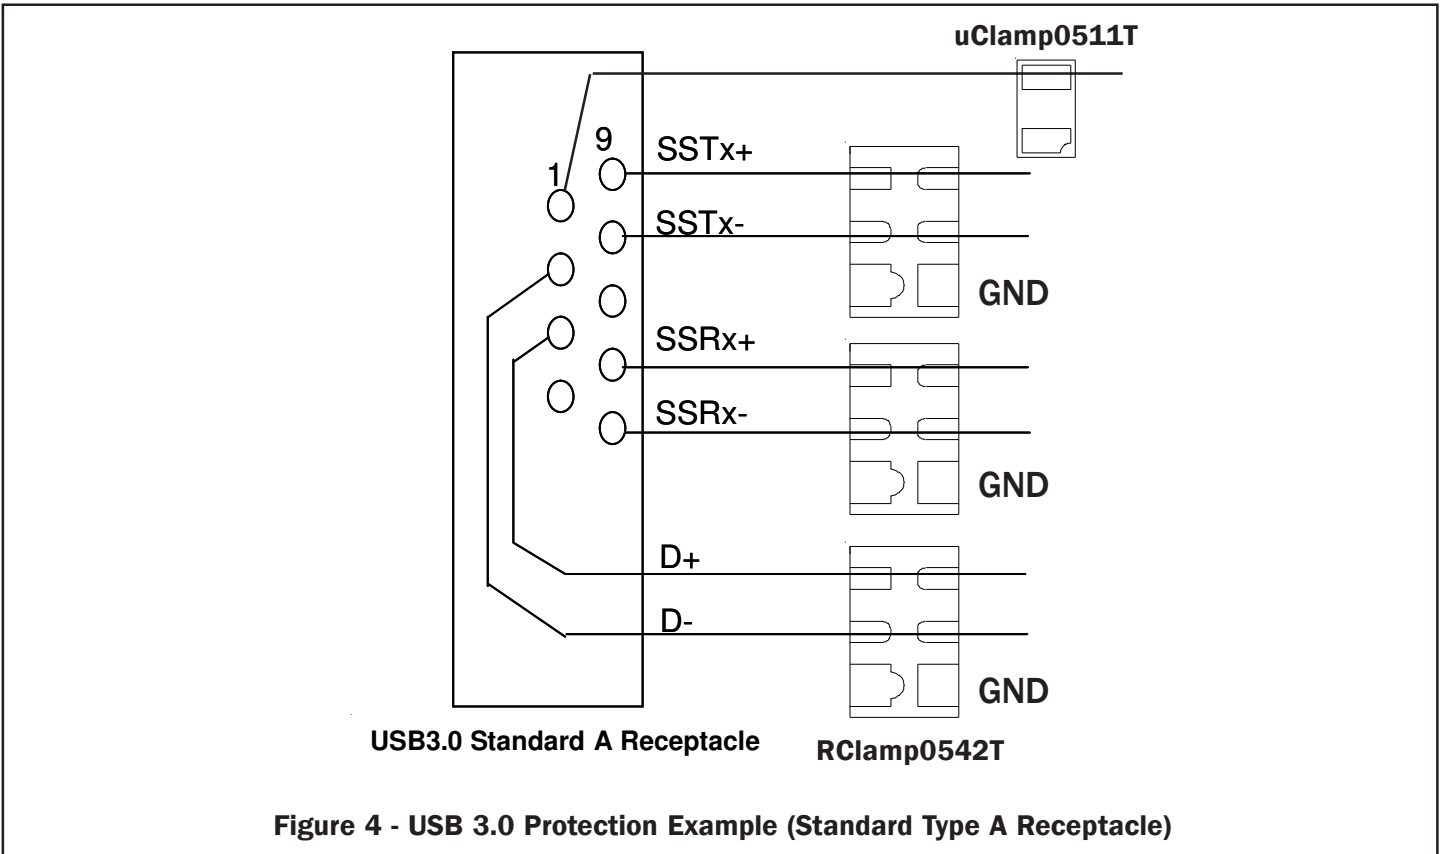 uClamp0511T
9
SSTx+
1
SSTx-
GND
SSRx+
SSRx-
GND
D+
D-
GND
USB3.0 Standard A Receptacle
RClamp0542T
Figure 4 - USB 3.0 Protection Example (Standard Type A Receptacle)